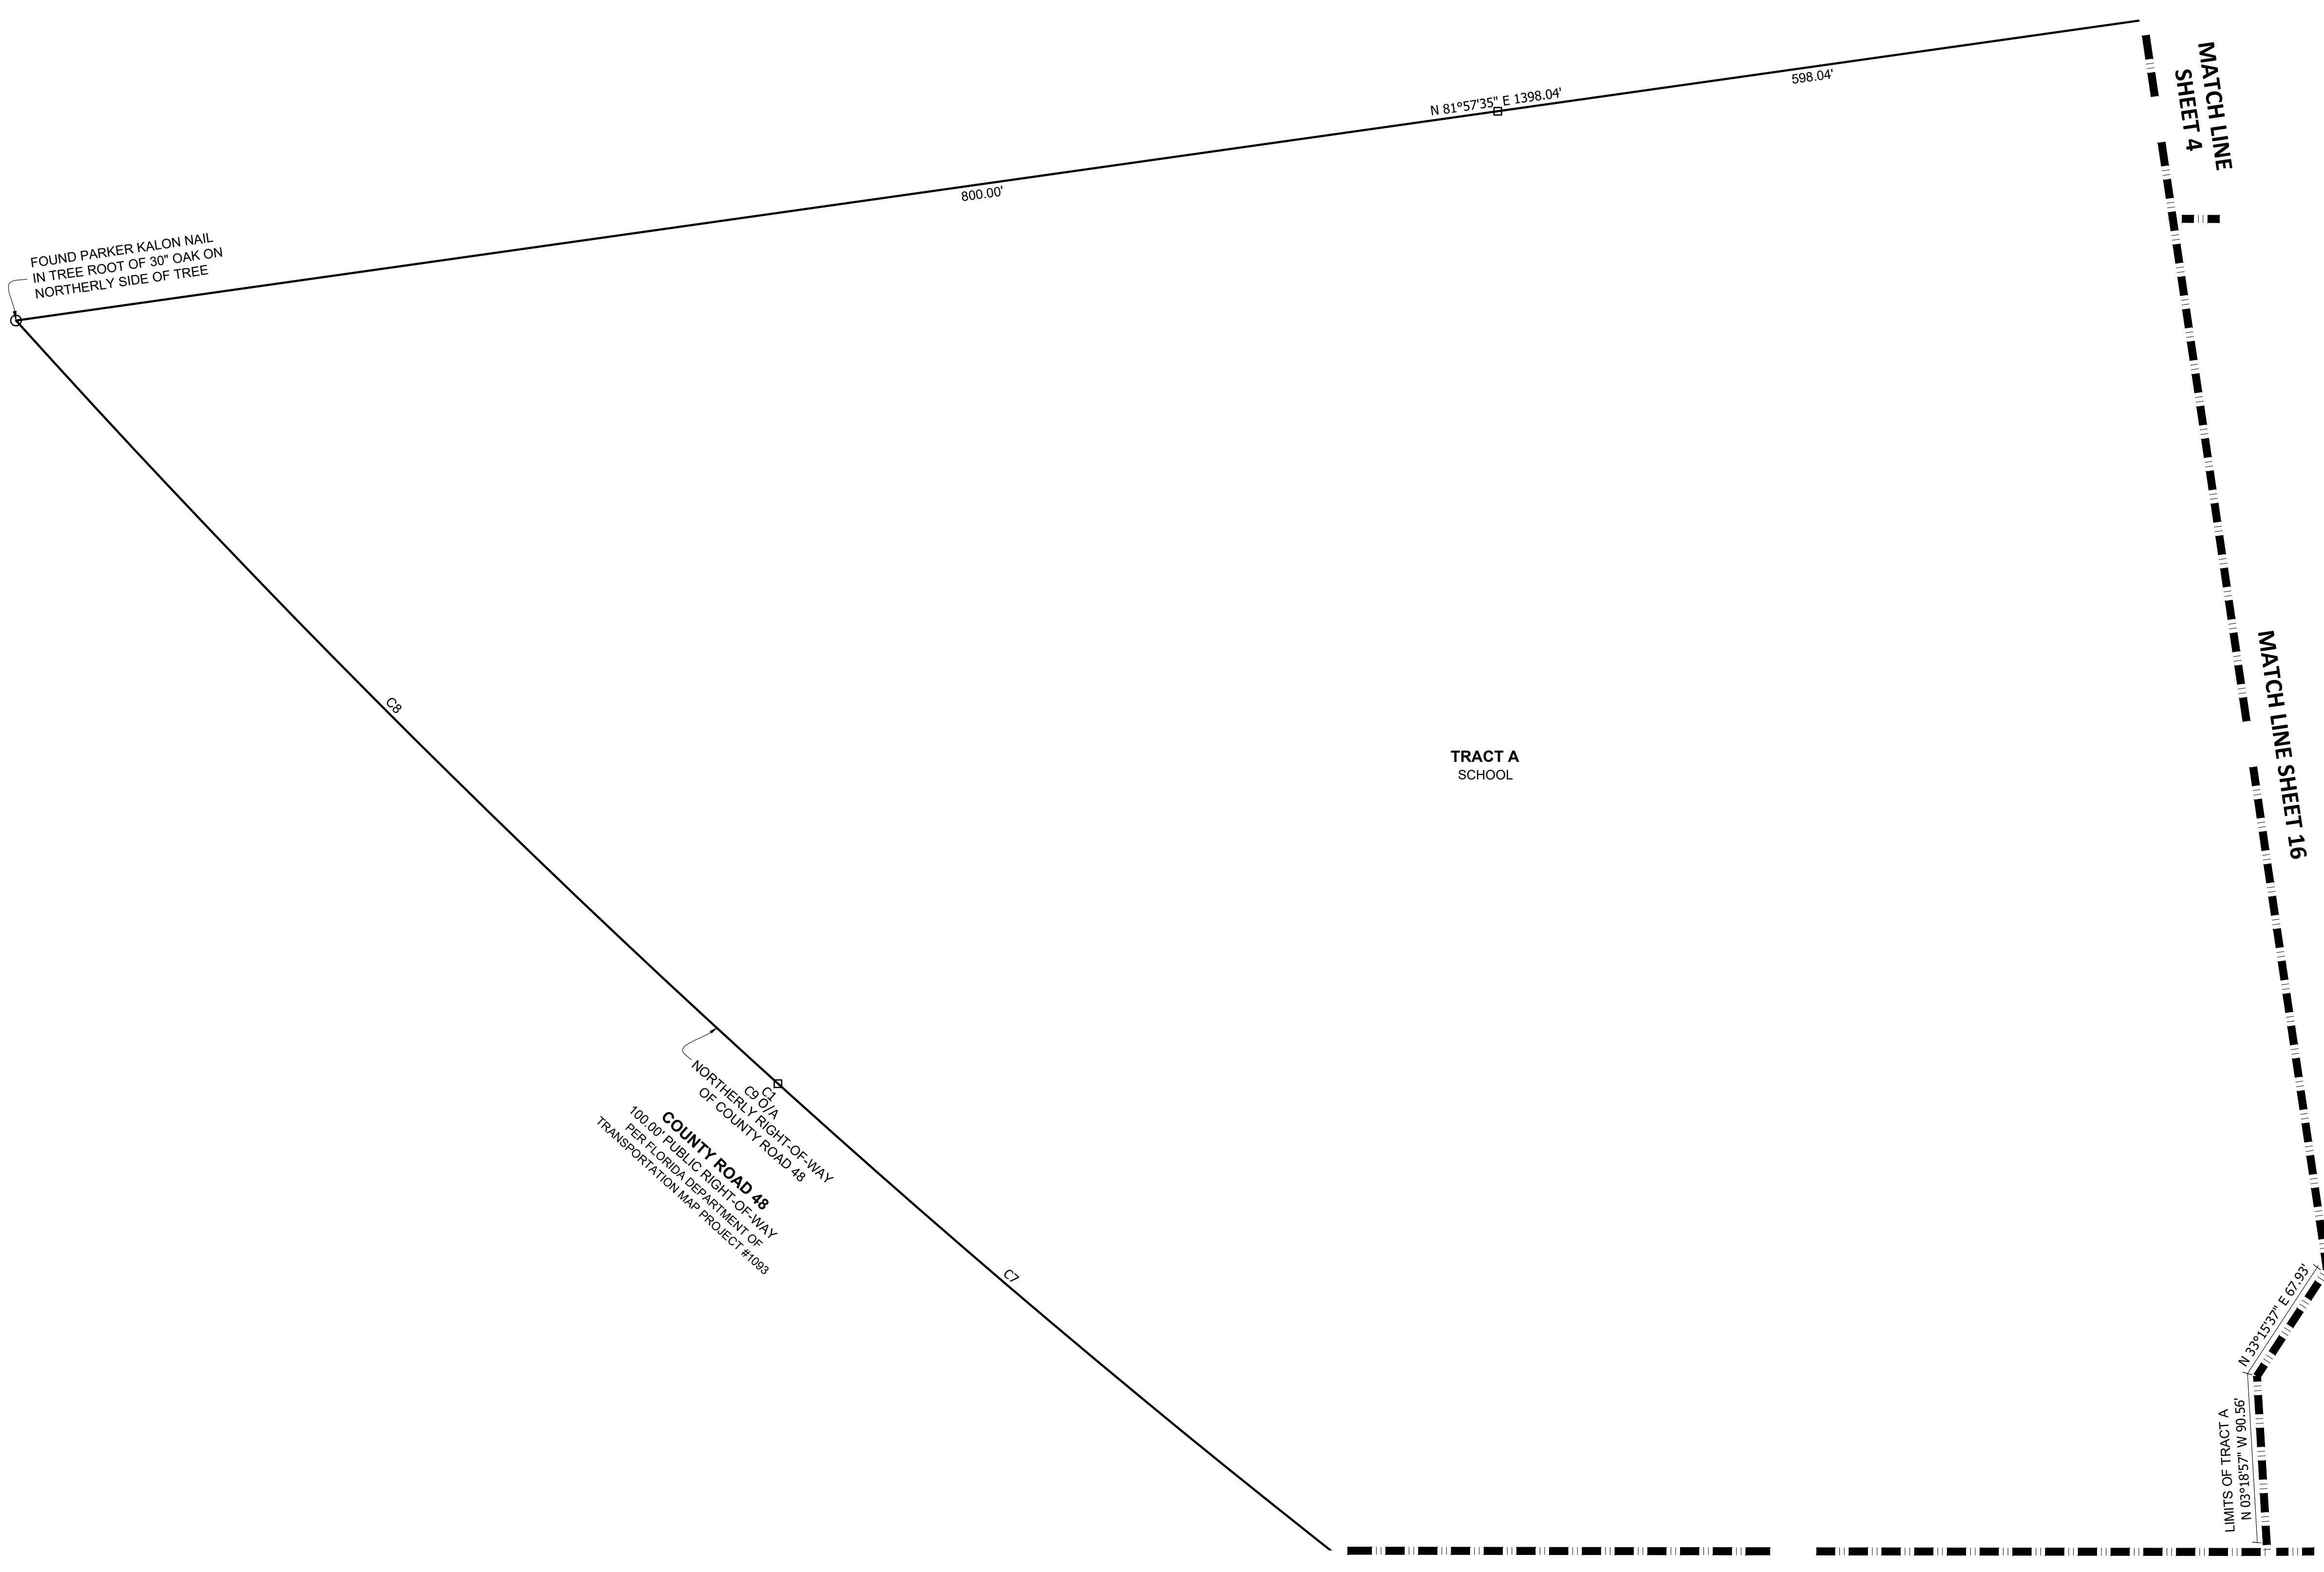 MATCH LINE
SHEET 4
598.04'
N 81°57'35" E 1398.04'
800.00'
FOUND PARKER KALON NAIL
IN TREE ROOT OF 30" OAK ON
NORTHERLY SIDE OF TREE
MATCH LINE SHEET 16
C8
TRACT A
SCHOOL
C1
C9 O/A
NORTHERLY RIGHT-OF-WAY
OF COUNTY ROAD 48
COUNTY ROAD 48
100.00' PUBLIC RIGHT-OF-WAY
PER FLORIDA DEPARTMENT OF
TRANSPORTATION MAP PROJECT #1093
C7
N 33°15'37" E 67.93'
LIMITS OF TRACT A
N 03°18'57" W 90.56'